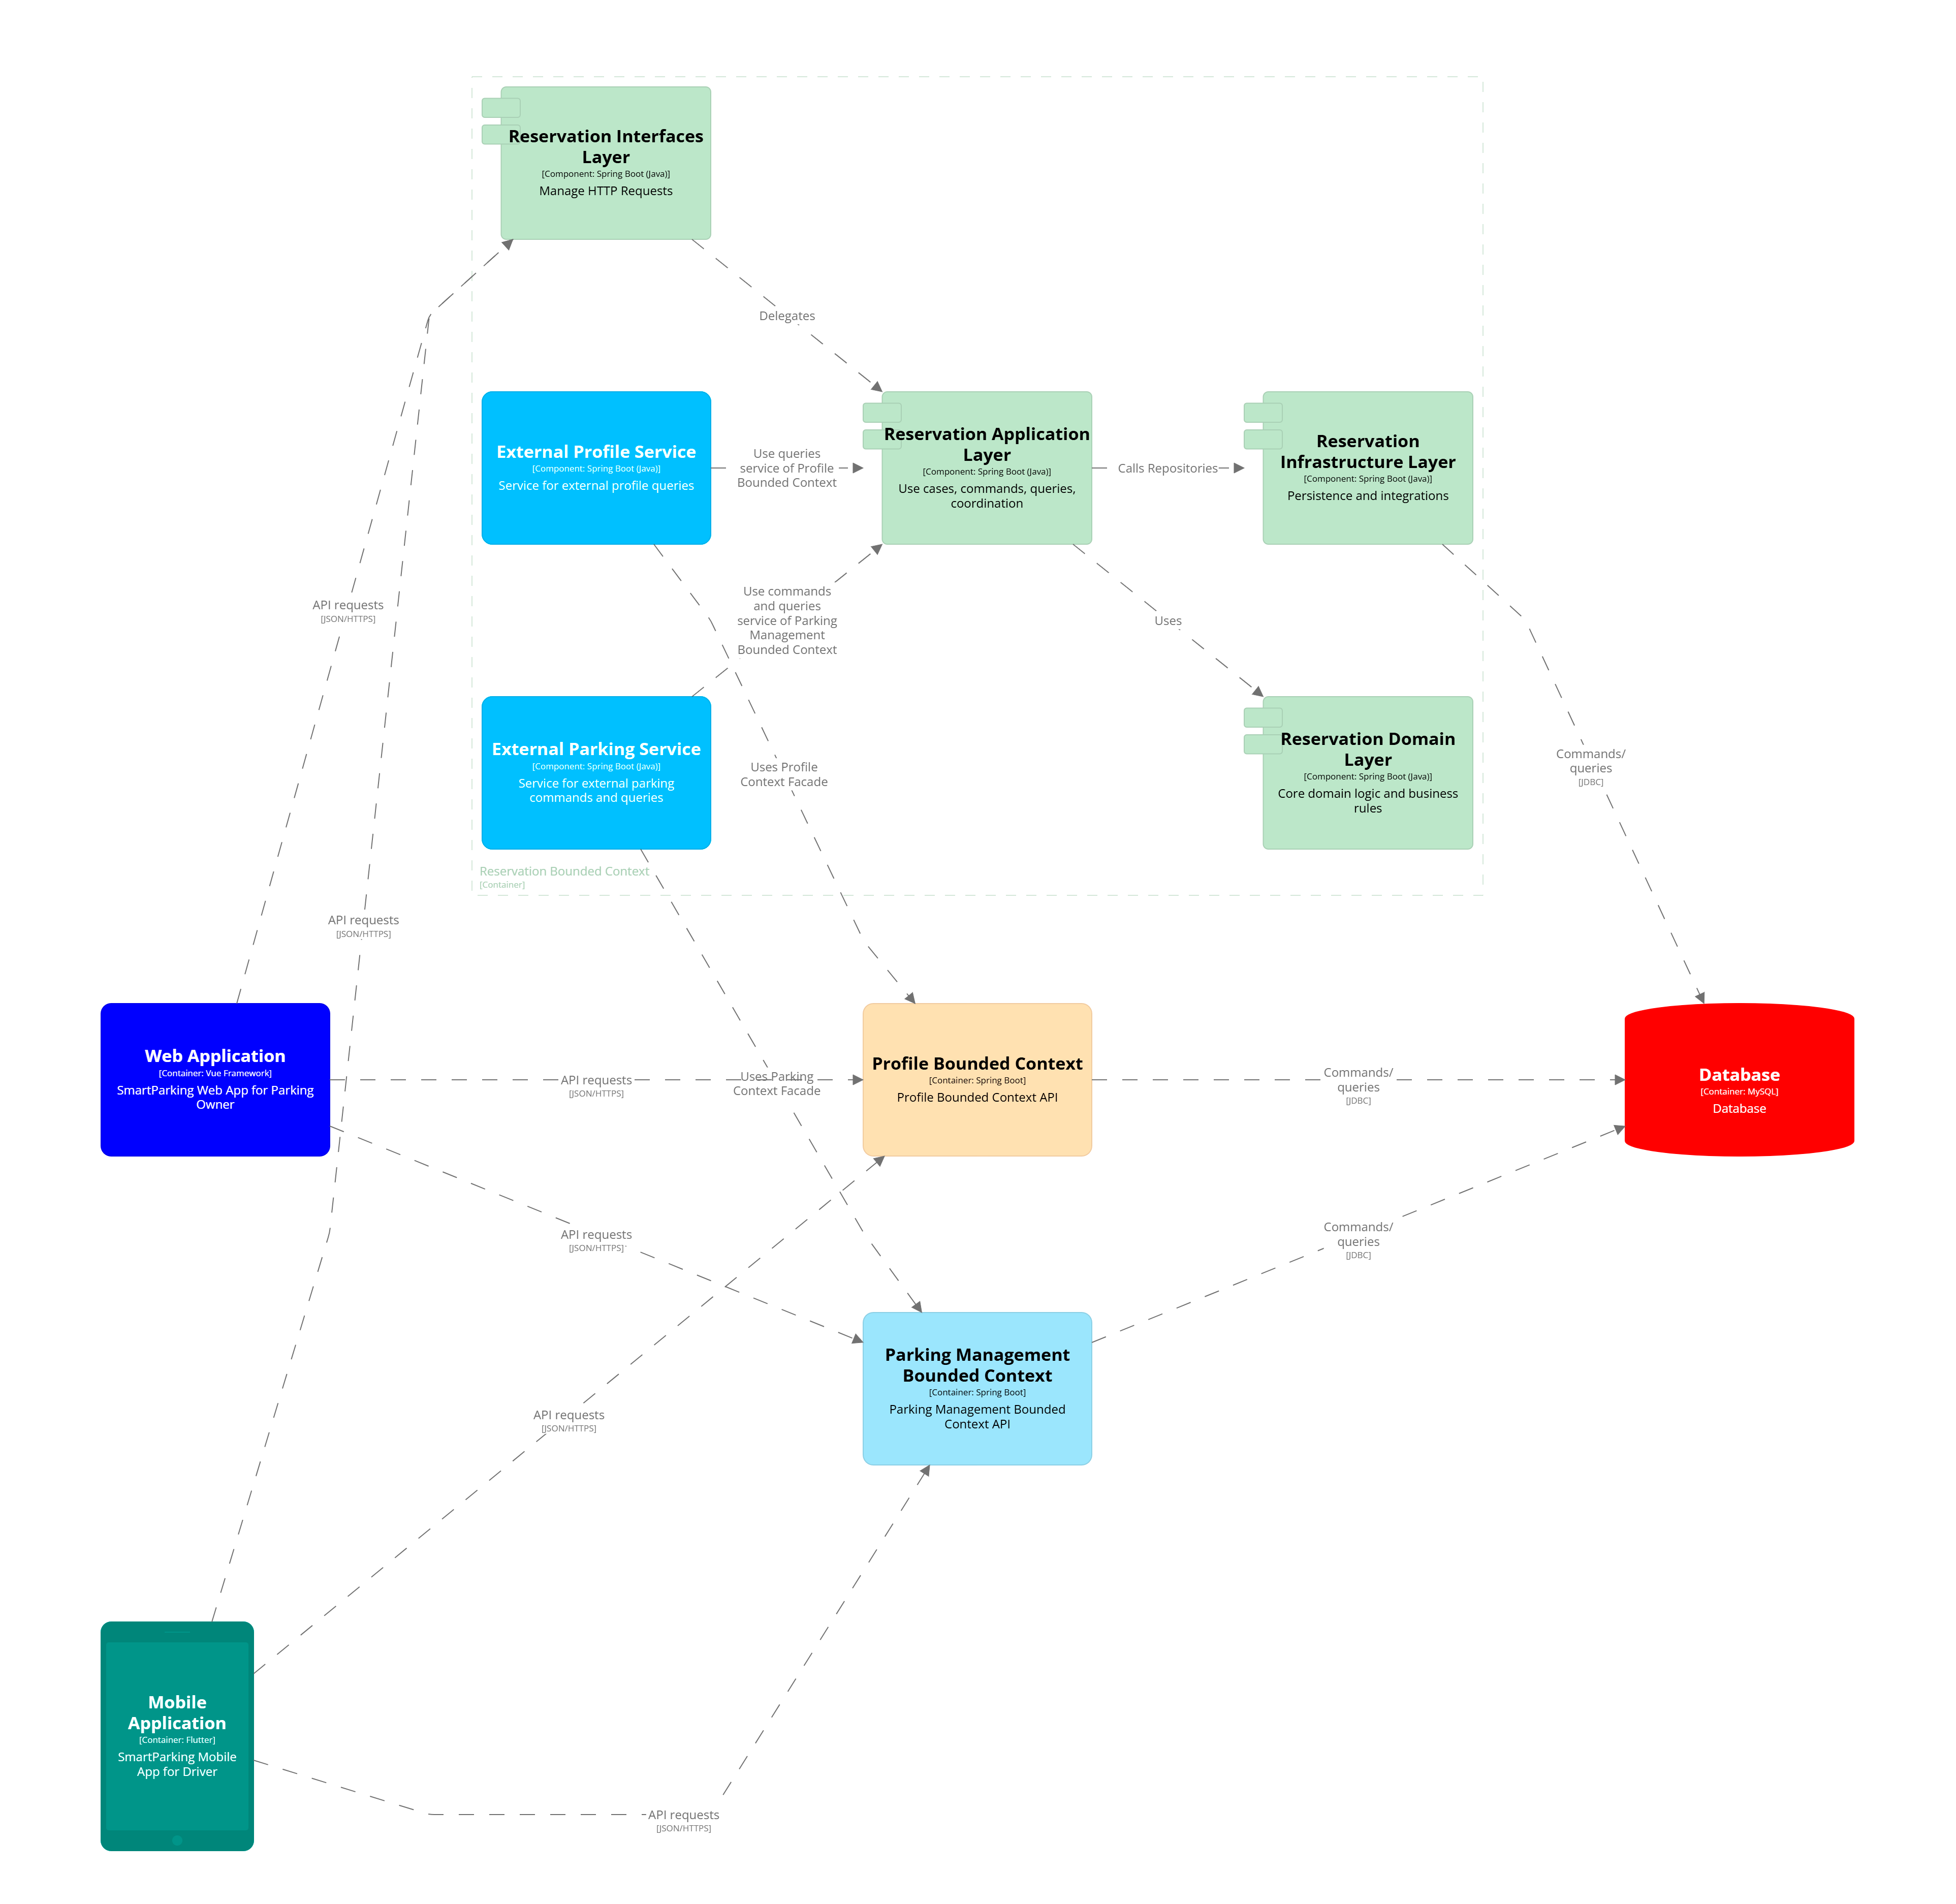 Reservation Interfaces
Layer
[Component: Spring Boot (Java)]
Manage HTTP Requests
Delegates
External Profile Service
[Component: Spring Boot (Java)]
Service for external profile queries
Use queries
service of Profile
Bounded Context
Reservation Application
Layer
[Component: Spring Boot (Java)]
Use cases, commands, queries,
coordination
Calls Repositories
Reservation
Infrastructure Layer
[Component: Spring Boot (Java)]
Persistence and integrations
API requests
[JSON/HTTPS]
Use commands
and queries
service of Parking
Management
Bounded Context
Uses
External Parking Service
[Component: Spring Boot (Java)]
Service for external parking
commands and queries
Uses Profile
Context Facade
Reservation Domain
Layer
[Component: Spring Boot (Java)]
Core domain logic and business
rules
Commands/
queries
[JDBC]
Reservation Bounded Context
[Container]
API requests
[JSON/HTTPS]
Web Application
[Container: Vue Framework]
SmartParking Web App for Parking
Owner
API requests
[JSON/HTTPS]
Uses Parking
Context Facade
Profile Bounded Context
[Container: Spring Boot]
Profile Bounded Context API
Commands/
queries
[JDBC]
Database
[Container: MySQL]
Database
API requests
[JSON/HTTPS]
Commands/
queries
[JDBC]
Parking Management
Bounded Context
[Container: Spring Boot]
Parking Management Bounded
Context API
API requests
[JSON/HTTPS]
Mobile
Application
[Container: Flutter]
SmartParking Mobile
App for Driver
API requests
[JSON/HTTPS]